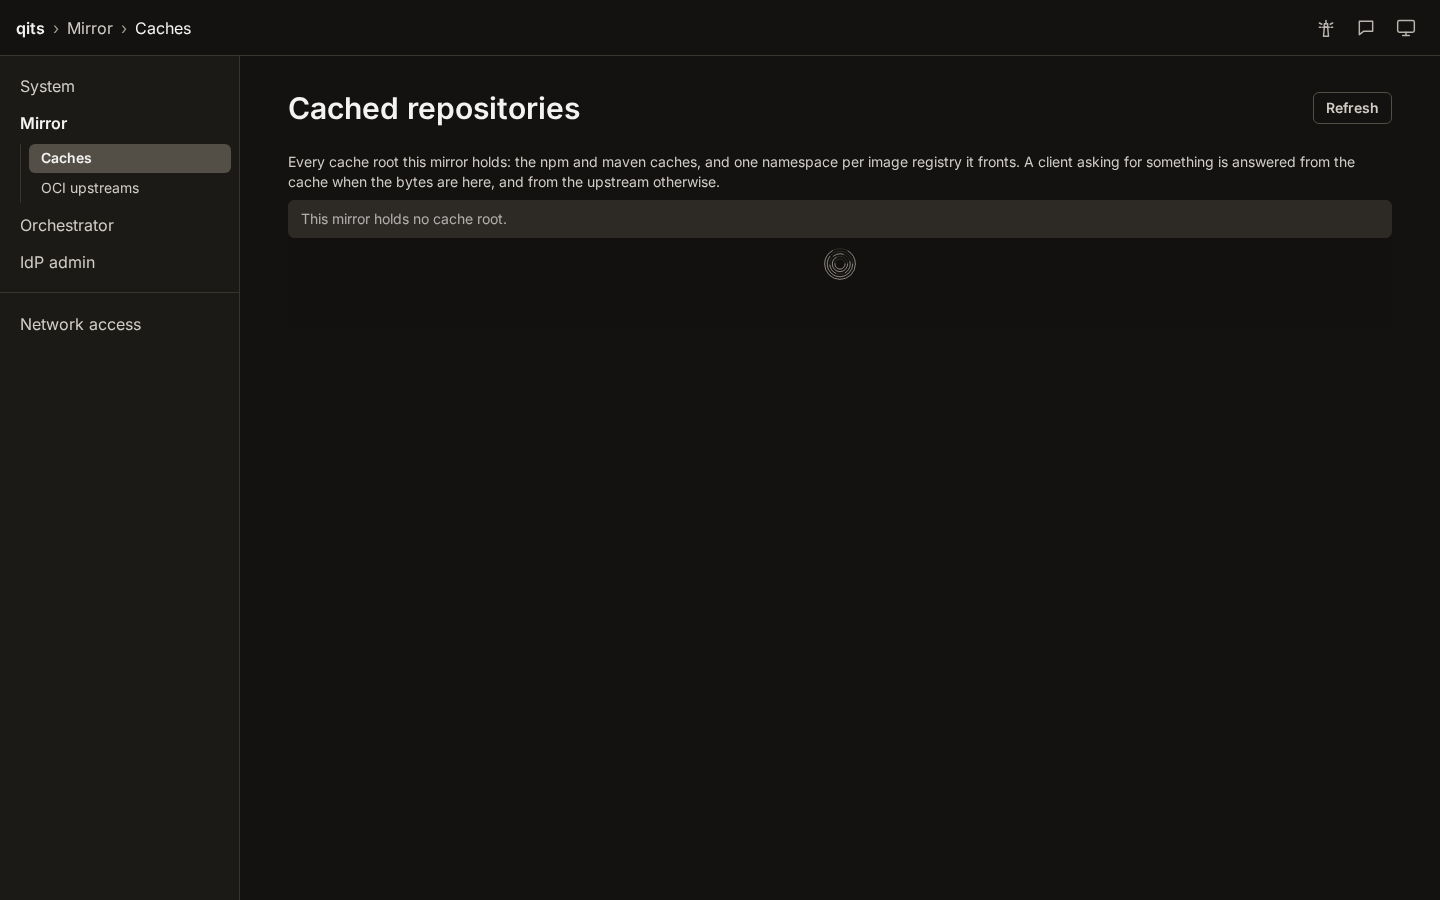 qits › Mirror › Caches
System
Mirror
Caches
OCI upstreams
Orchestrator
IdP admin
Network access
Cached repositories
Refresh
Every cache root this mirror holds: the npm and maven caches, and one namespace per image registry it fronts. A client asking for something is answered from the
cache when the bytes are here, and from the upstream otherwise.
This mirror holds no cache root.